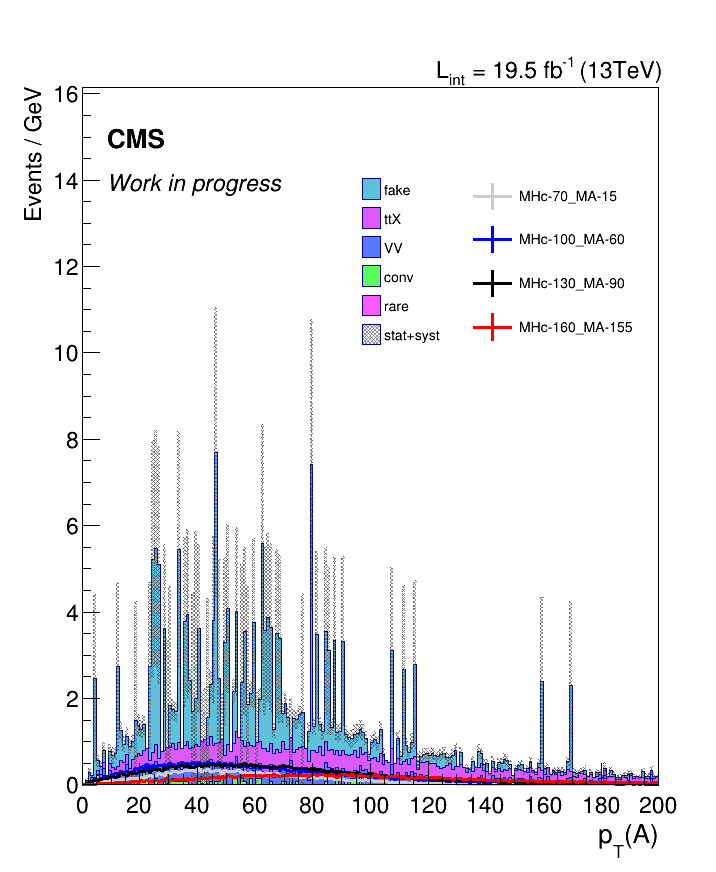 L_int = 19.5 fb^-1 (13TeV)
Events / GeV
16
14
12
10
8
6
4
2
0
CMS
Work in progress
fake
ttX
VV
conv
rare
stat+syst
MHc-70_MA-15
MHc-100_MA-60
MHc-130_MA-90
MHc-160_MA-155
0 20 40 60 80 100 120 140 160 180 200
p_T(A)